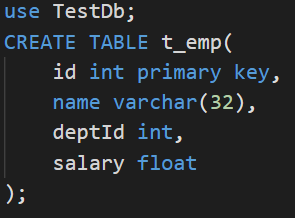 use TestDb;
CREATE TABLE t_emp(
    id int primary key,
    name varchar(32),
    deptId int,
    salary float
);